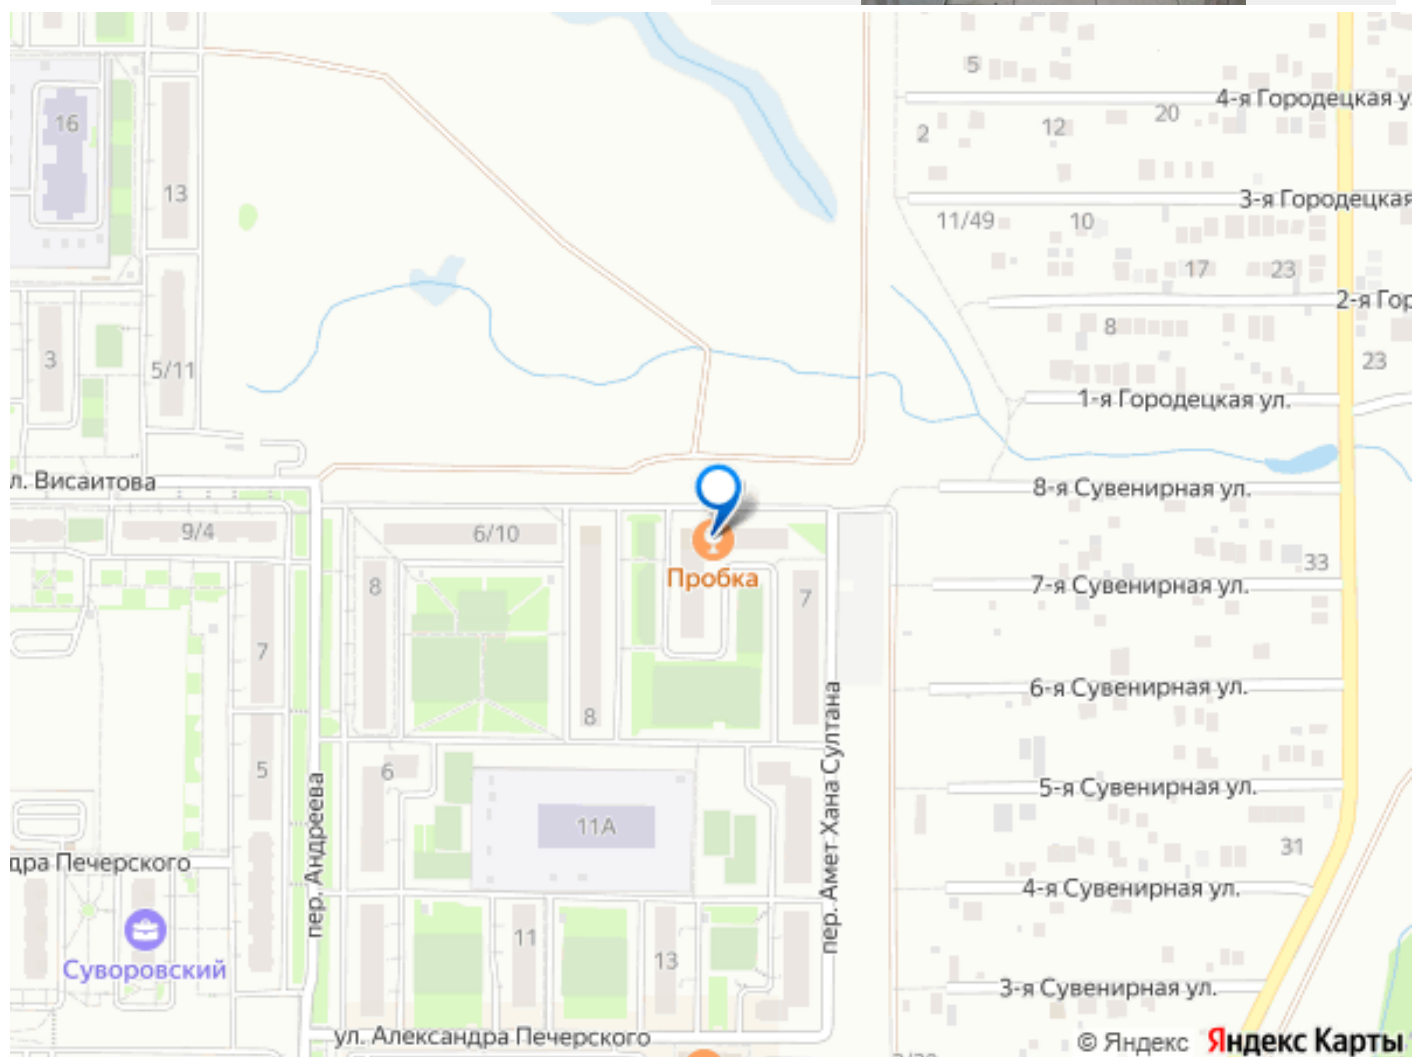 5
4-я Городецкая у
16
20
2
12
13
3-я Городецкая
11/49
10
17
23
2-я Гор
8
3
5/11
23
1-я Городецкая ул.
л. Висаитова
8-я Сувенирная ул.
9/4
6/10
33
Пробка
8
7
7-я Сувенирная ул.
7
6-я Сувенирная ул.
8
5
6
5-я Сувенирная ул.
11А
31
пер. Андреева
пер. Амет Хана Султана
дра Печерского
4-я Сувенирная ул.
11
13
Суворовский
3-я Сувенирная ул.
ул. Александра Печерского
© Яндекс Яндекс Карты